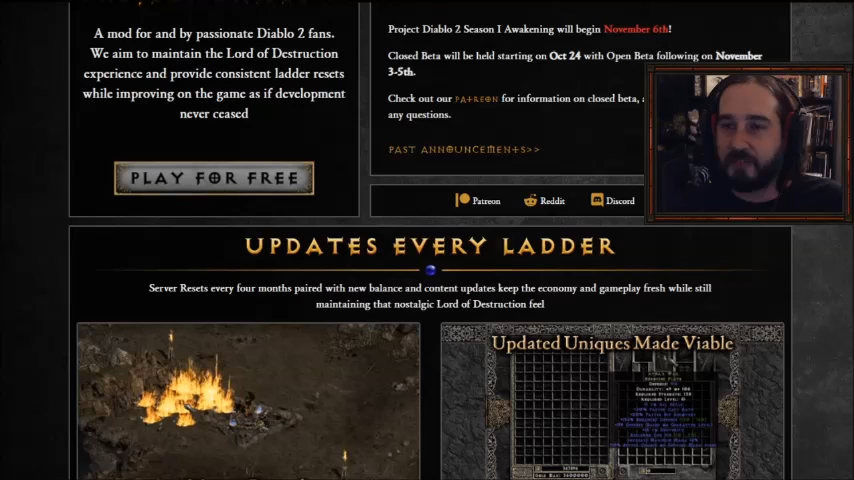 A mod for and by passionate Diablo 2 fans.
We aim to maintain the Lord of Destruction
experience and provide consistent ladder resets
while improving on the game as if development
never ceased
PLAY FOR FREE
Project Diablo 2 Season I Awakening will begin November 6th!
Closed Beta will be held starting on Oct 24 with Open Beta following on November
3-5th.
Check out our PATREON for information on closed beta,
any questions.
PAST ANNOUNCEMENTS>>
Patreon
Reddit
Discord
UPDATES EVERY LADDER
Server Resets every four months paired with new balance and content updates keep the economy and gameplay fresh while still
maintaining that nostalgic Lord of Destruction feel
Updated Uniques Made Viable